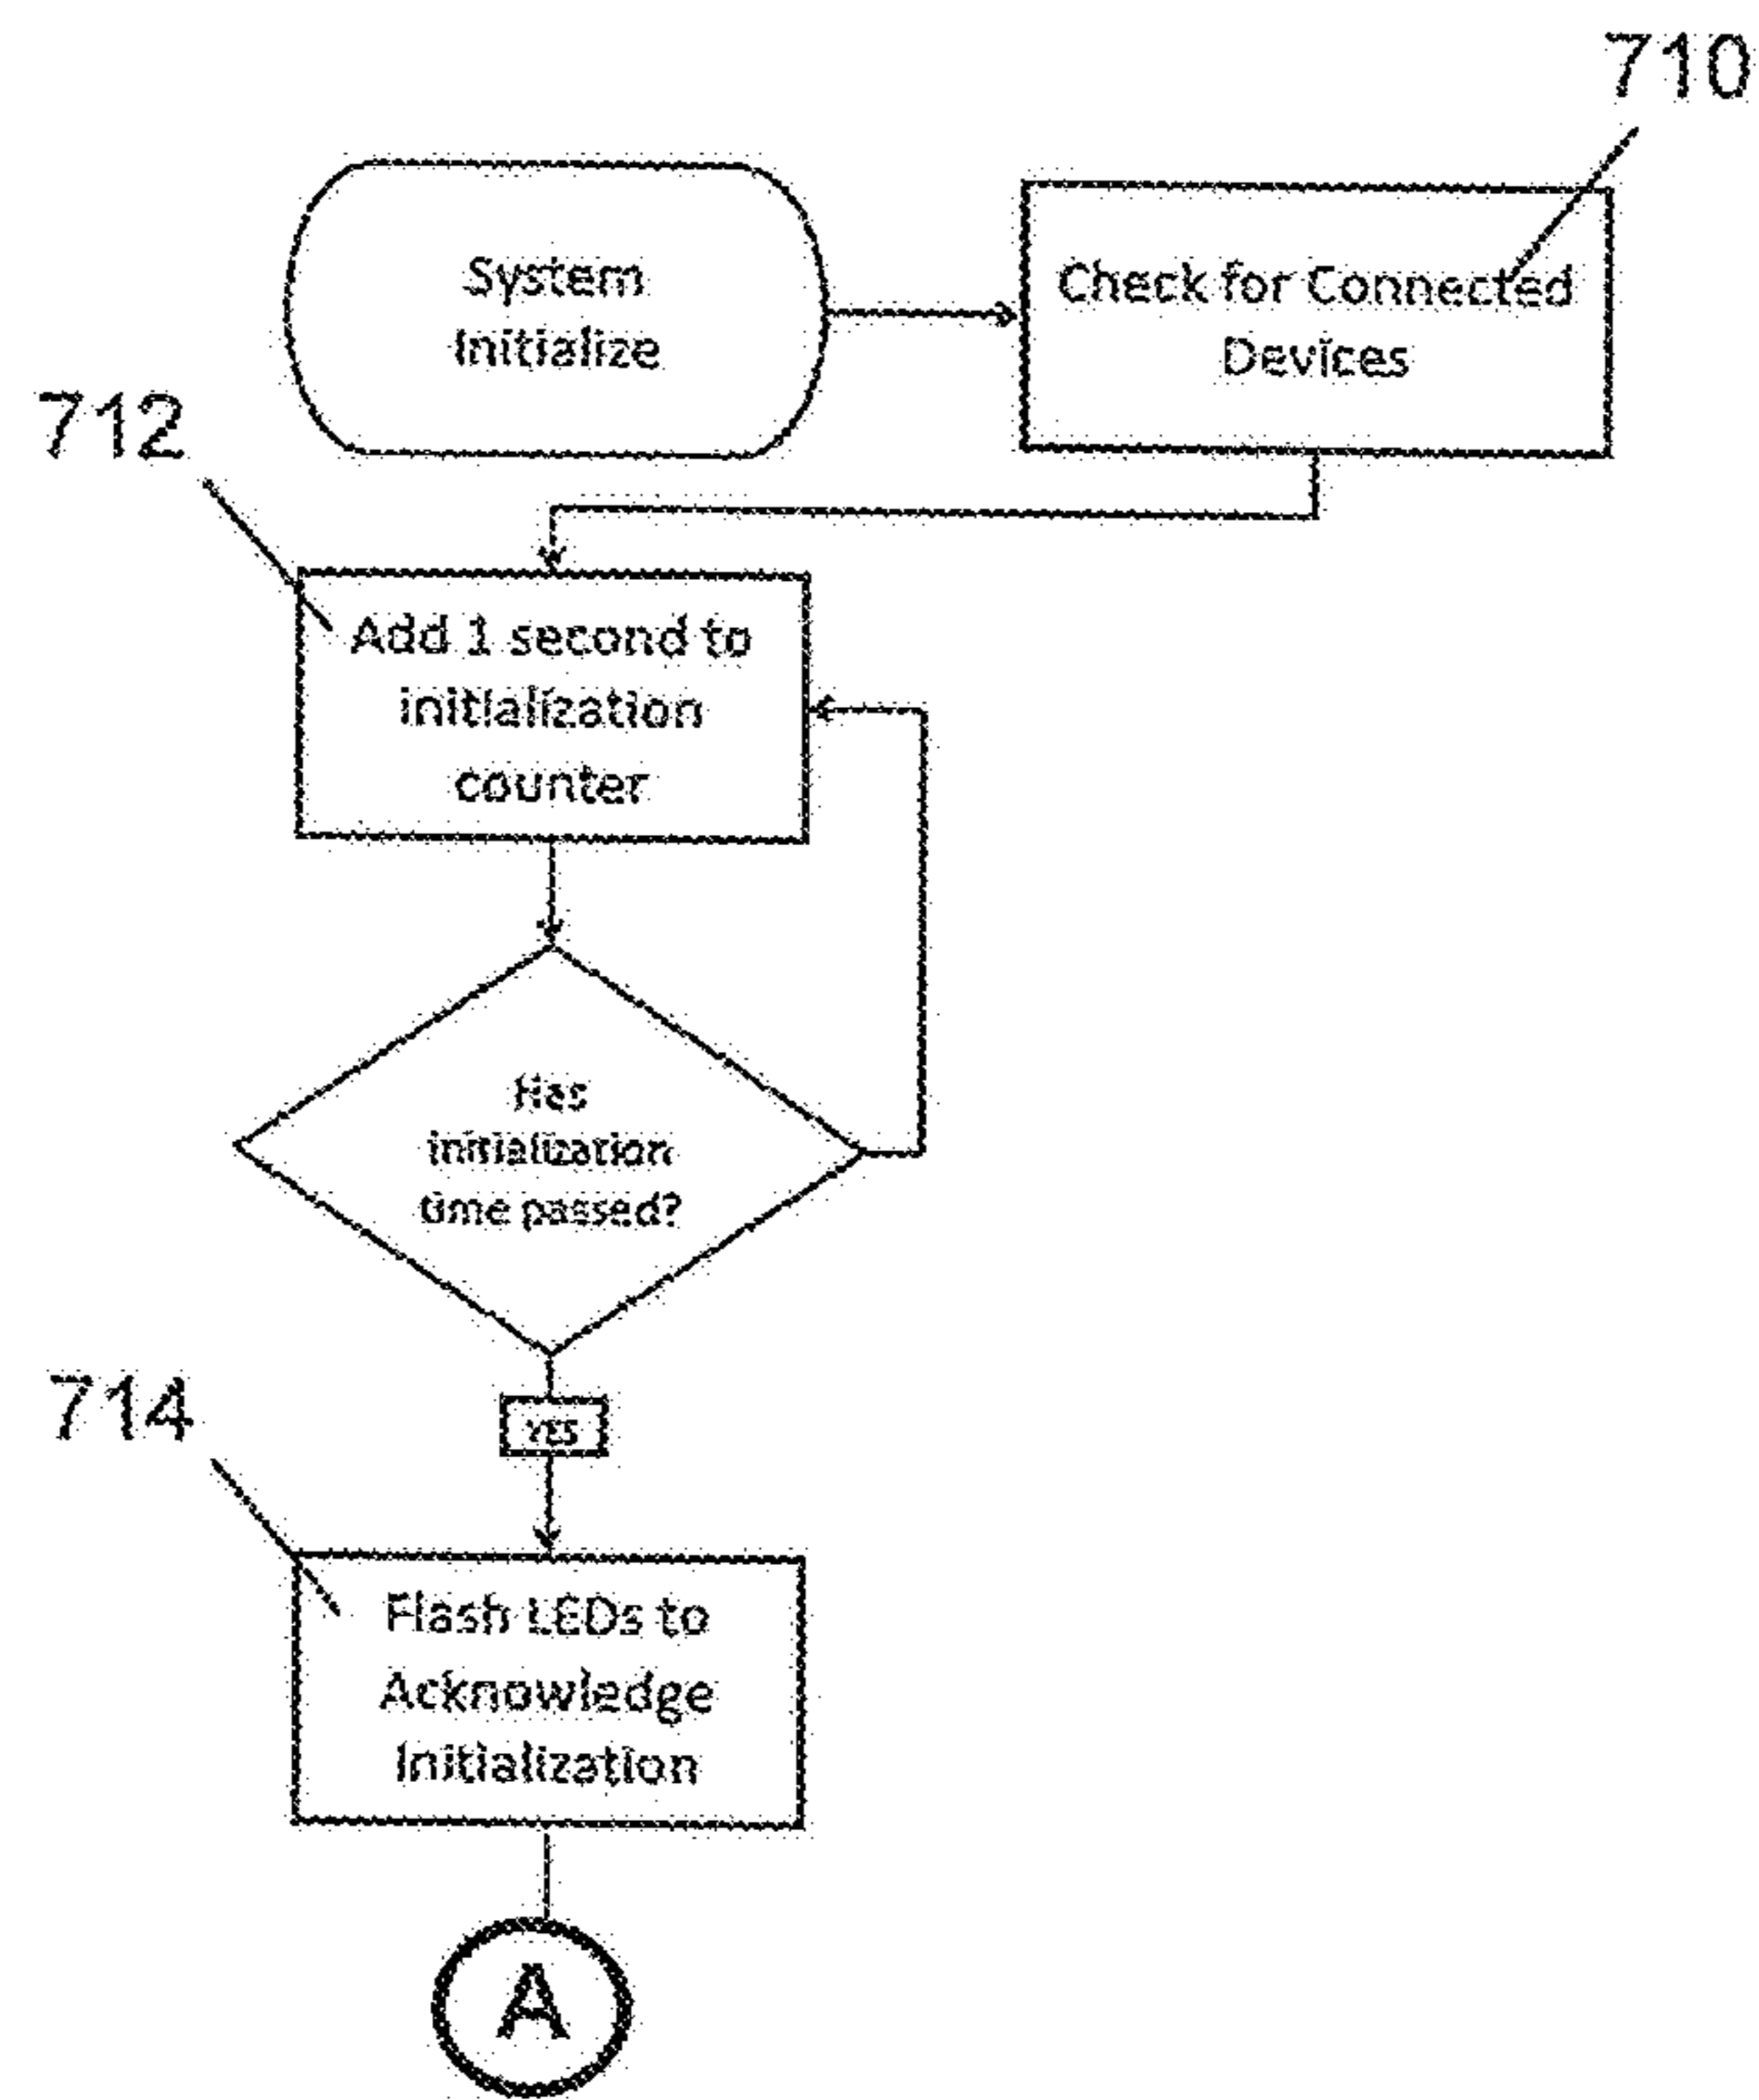 710
System
Initialize
Check for Connected
Devices
712
Add 1 second to
initialization
counter
Has
initialization
time passed?
714
YES
Flash LEDs to
Acknowledge
Initialization
A